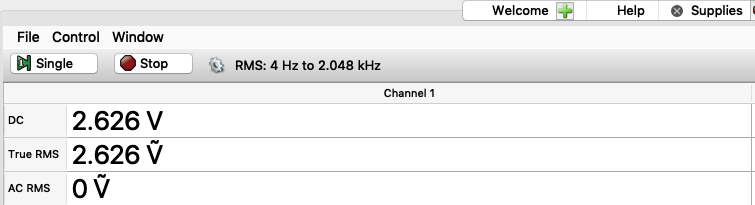 Welcome Help Supplies
File Control Window
Single Stop RMS: 4 Hz to 2.048 kHz
Channel 1
DC 2.626 V
True RMS 2.626 Ṽ
AC RMS 0 Ṽ